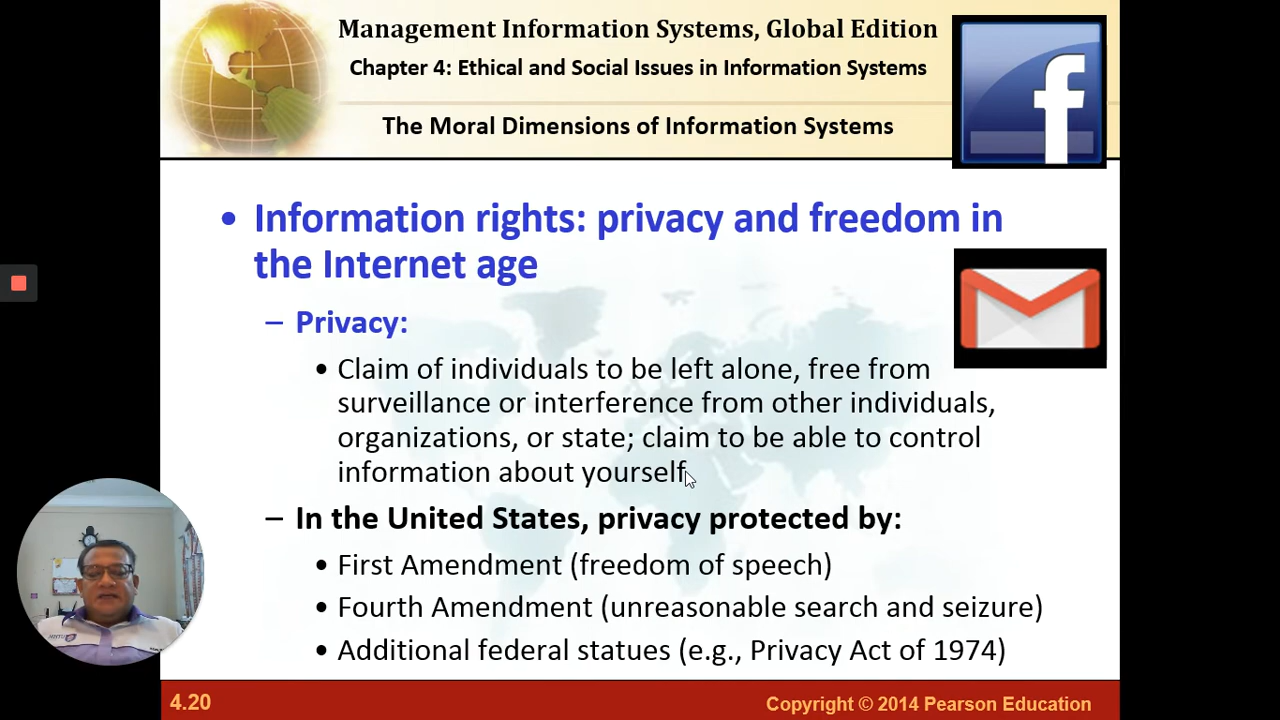 Management Information Systems, Global Edition
Chapter 4: Ethical and Social Issues in Information Systems
The Moral Dimensions of Information Systems
f
• Information rights: privacy and freedom in
the Internet age
– Privacy:
• Claim of individuals to be left alone, free from
surveillance or interference from other individuals,
organizations, or state; claim to be able to control
information about yourself.
– In the United States, privacy protected by:
• First Amendment (freedom of speech)
• Fourth Amendment (unreasonable search and seizure)
• Additional federal statues (e.g., Privacy Act of 1974)
4.20
Copyright © 2014 Pearson Education